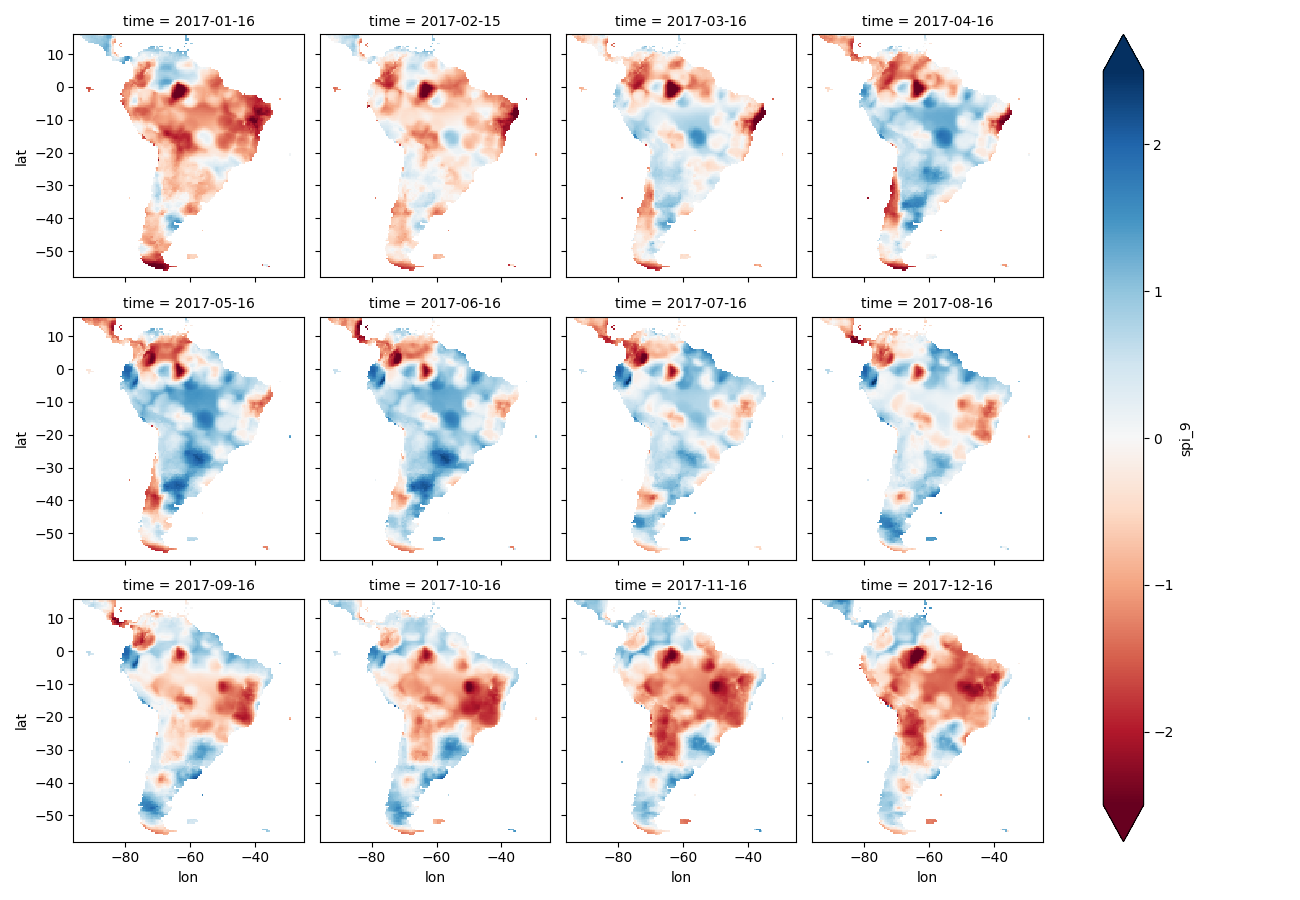 time = 2017-01-16
time = 2017-02-15
time = 2017-03-16
time = 2017-04-16
lat
10
0
−10
−20
−30
−40
−50
time = 2017-05-16
time = 2017-06-16
time = 2017-07-16
time = 2017-08-16
lat
10
0
−10
−20
−30
−40
−50
time = 2017-09-16
time = 2017-10-16
time = 2017-11-16
time = 2017-12-16
lat
10
0
−10
−20
−30
−40
−50
−80 −60 −40
lon
−80 −60 −40
lon
−80 −60 −40
lon
−80 −60 −40
lon
2
1
0
−1
−2
spi_9